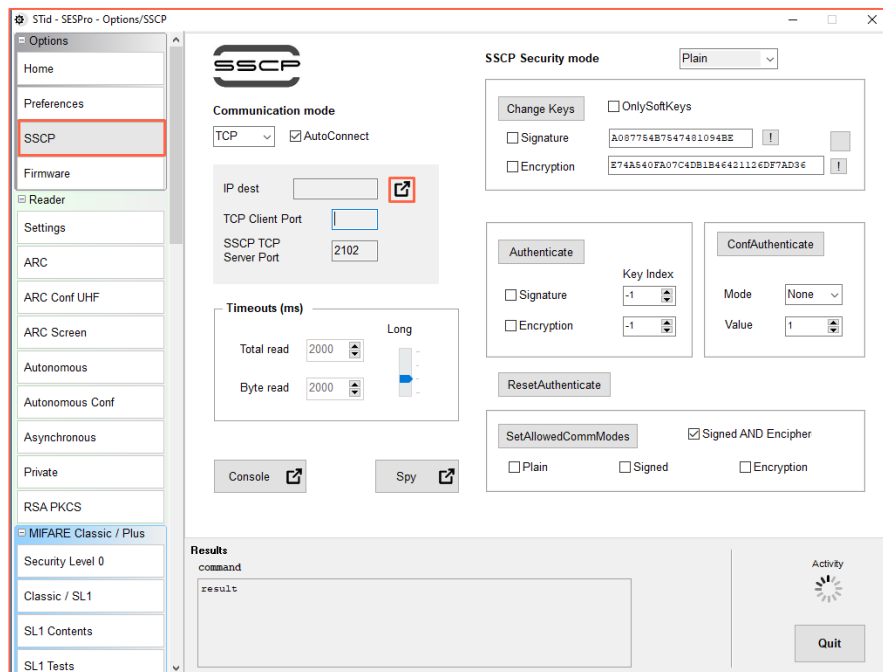 STid - SESPro - Options/SSCP
Options
Home
Preferences
SSCP
Firmware
Reader
Settings
ARC
ARC Conf UHF
ARC Screen
Autonomous
Autonomous Conf
Asynchronous
Private
RSA PKCS
MIFARE Classic / Plus
Security Level 0
Classic / SL1
SL1 Contents
SL1 Tests
SSCP
Communication mode
TCP
AutoConnect
IP dest
TCP Client Port
SSCP TCP
Server Port
2102
Timeouts (ms)
Long
Total read
2000
Byte read
2000
Console
Spy
SSCP Security mode
Plain
Change Keys
OnlySoftKeys
Signature
A087754B7547481094BE
!
Encryption
E74A540FA07C4DB1B46421126DF7AD36
!
Authenticate
Key Index
Signature
-1
Encryption
-1
ConfAuthenticate
Mode
None
Value
1
ResetAuthenticate
SetAllowedCommModes
Signed AND Encipher
Plain
Signed
Encryption
Results
command
result
Activity
Quit